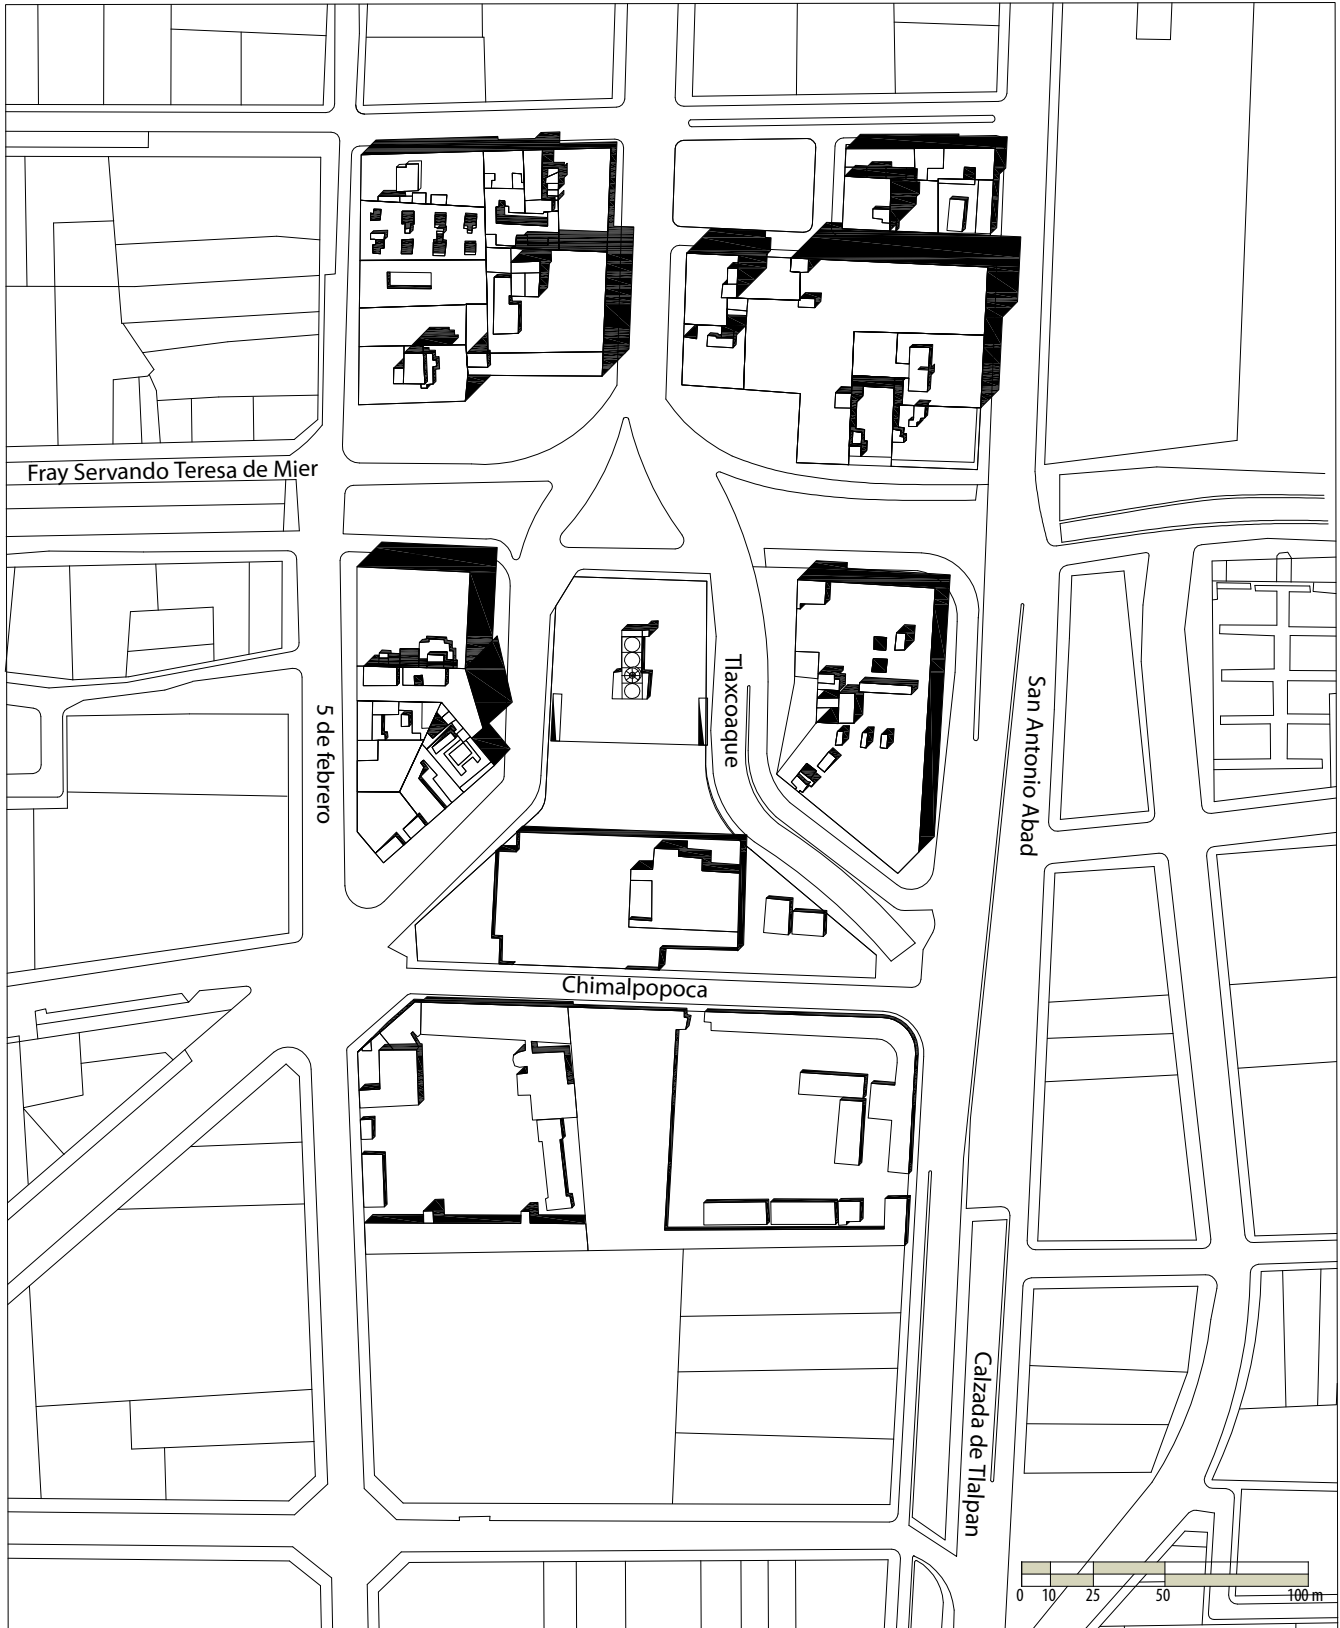 Fray Servando Teresa de Mier
5 de febrero
Tlaxcoaque
San Antonio Abad
Chimalpopoca
Calzada de Tlalpan
0 10 25 50 100 m